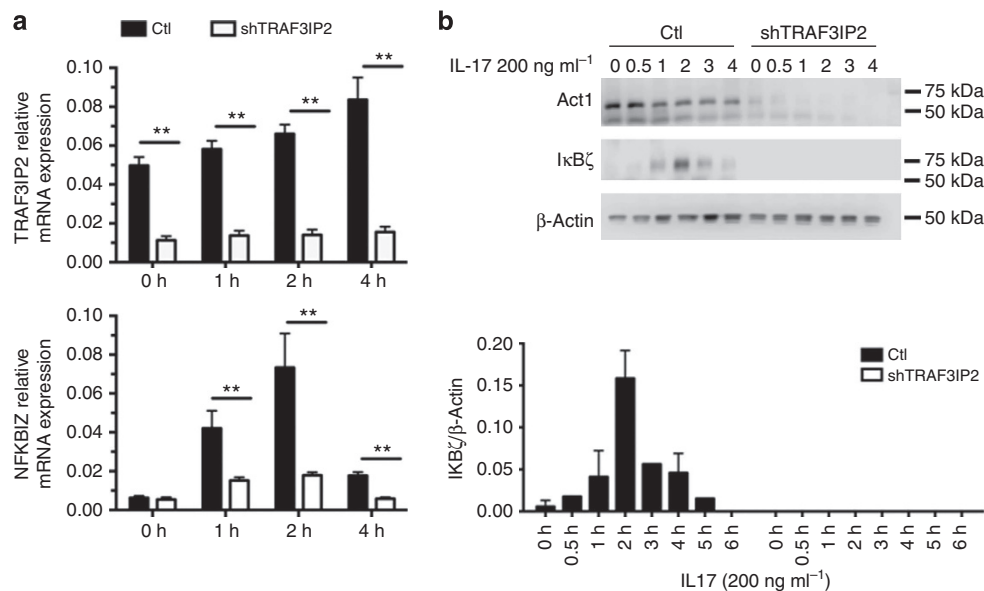 a
Ctl
shTRAF3IP2
TRAF3IP2 relative
mRNA expression
0.10
0.08
0.06
0.04
0.02
0.00
**
**
**
**
0 h
1 h
2 h
4 h
NFKBIZ relative
mRNA expression
0.10
0.08
0.06
0.04
0.02
0.00
**
**
**
0 h
1 h
2 h
4 h
b
Ctl
shTRAF3IP2
IL-17 200 ng ml⁻¹
0 0.5 1 2 3 4 0 0.5 1 2 3 4
Act1
75 kDa
50 kDa
IκBζ
75 kDa
50 kDa
β-Actin
50 kDa
IKBζ/β-Actin
0.20
0.15
0.10
0.05
0.00
Ctl
shTRAF3IP2
0 h
0.5 h
1 h
2 h
3 h
4 h
5 h
6 h
0 h
0.5 h
1 h
2 h
3 h
4 h
5 h
6 h
IL17 (200 ng ml⁻¹)